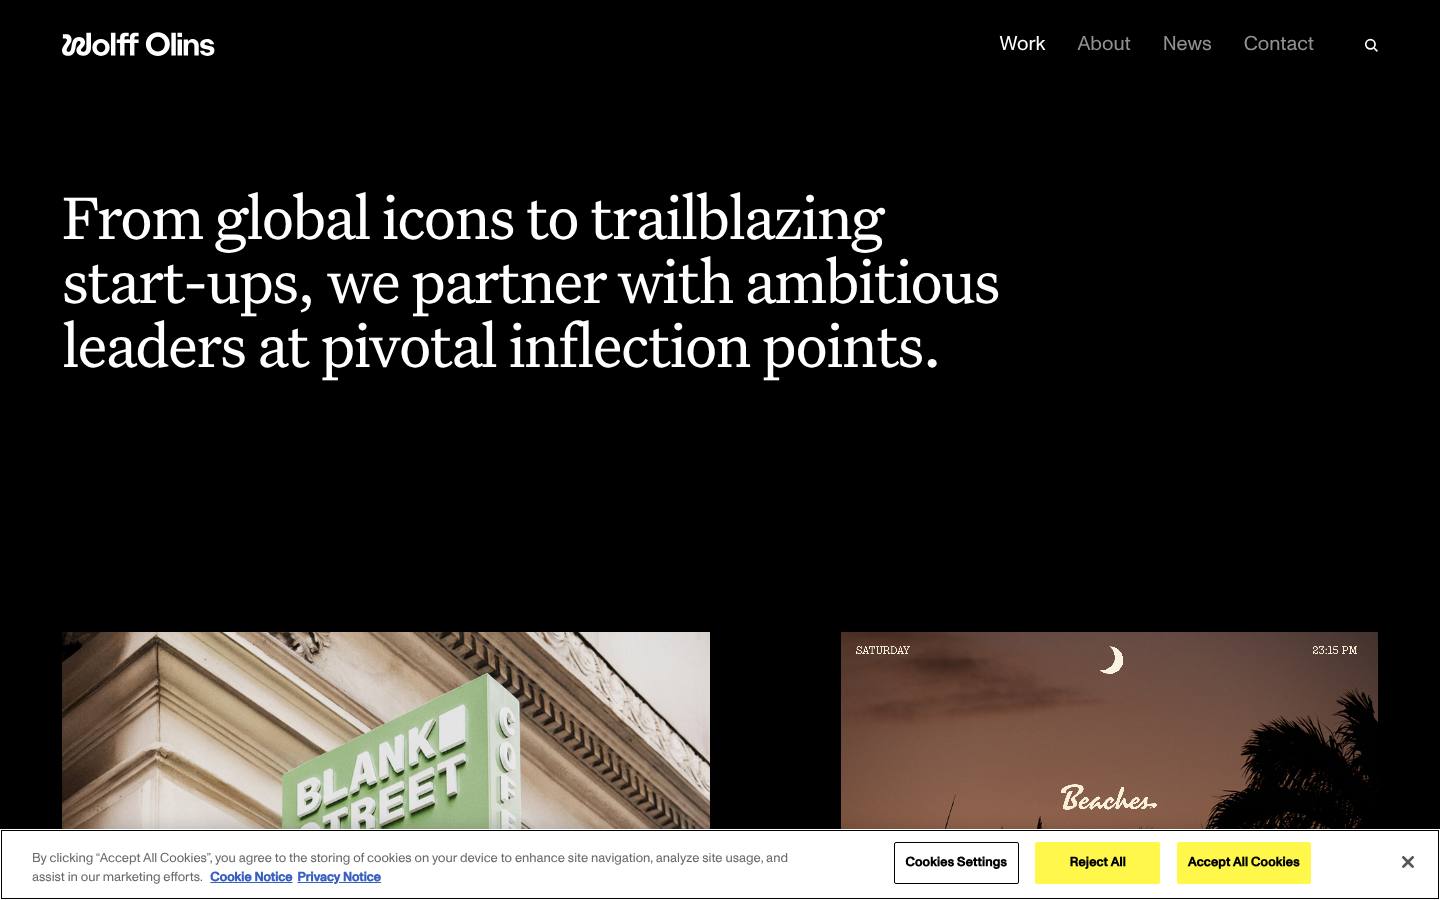 Wolff Olins
Work
About
News
Contact
From global icons to trailblazing
start-ups, we partner with ambitious
leaders at pivotal inflection points.
BLANK
STREET
COFF
SATURDAY
23:15 PM
Beaches.
By clicking “Accept All Cookies”, you agree to the storing of cookies on your device to enhance site navigation, analyze site usage, and
assist in our marketing efforts. Cookie Notice Privacy Notice
Cookies Settings
Reject All
Accept All Cookies